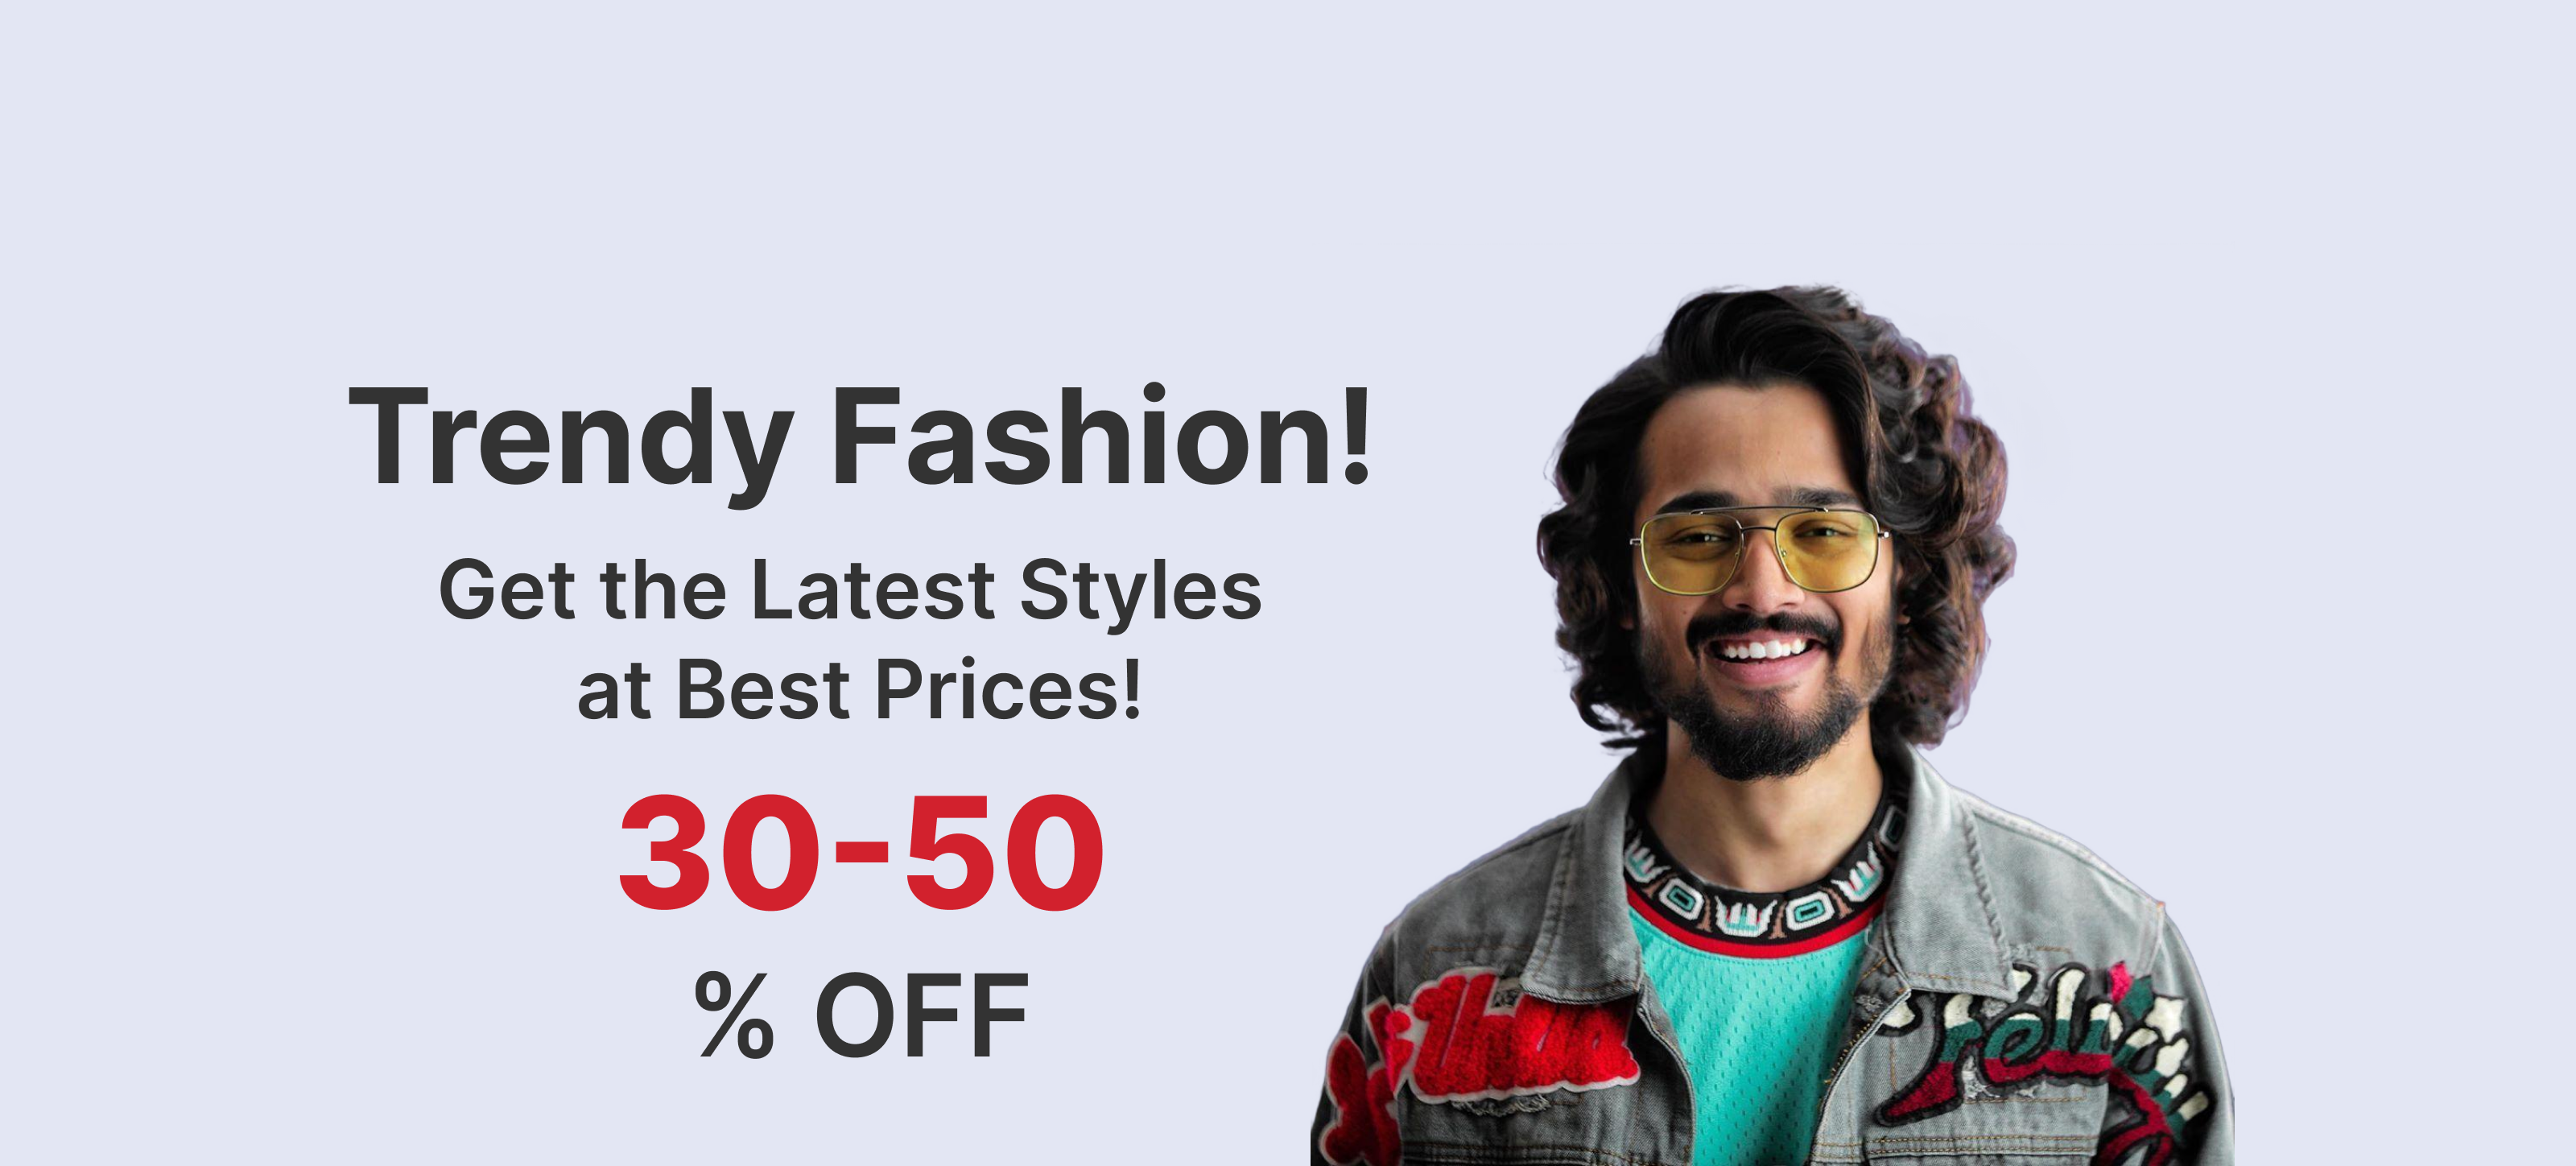 Trendy Fashion!
Get the Latest Styles
at Best Prices!
30-50
% OFF